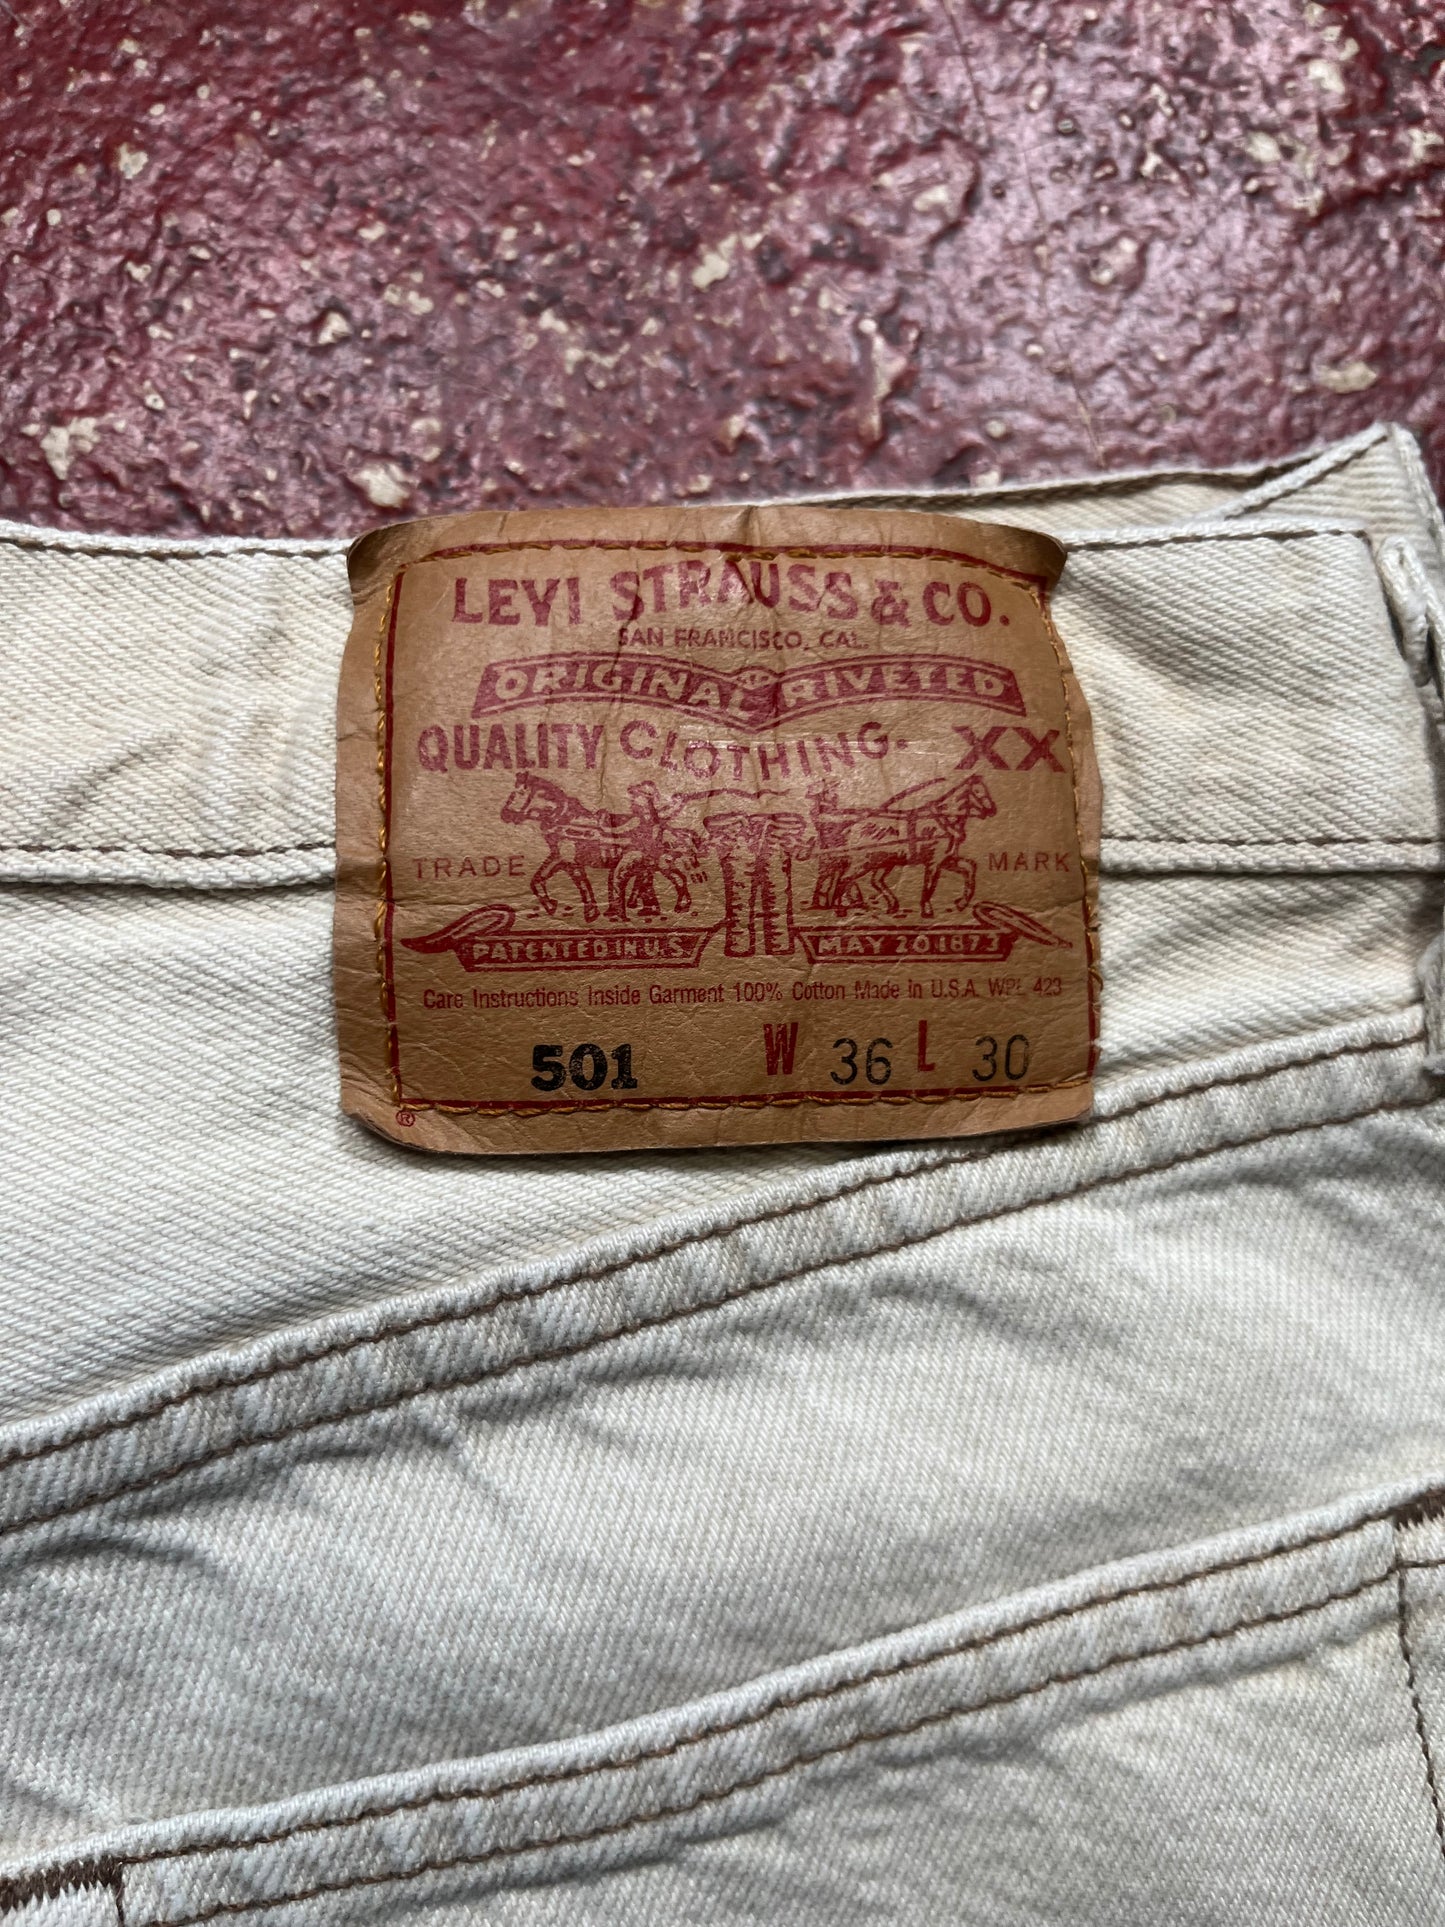 LEVI STRAUSS & CO.
SAN FRANCISCO, CAL.
ORIGINAL RIVETED
QUALITY CLOTHING. XX
TRADE MARK
PATENTED IN U.S. MAY 20 1873
Care Instructions Inside Garment 100% Cotton Made in U.S.A. WPL 423
501 W 36 L 30
®